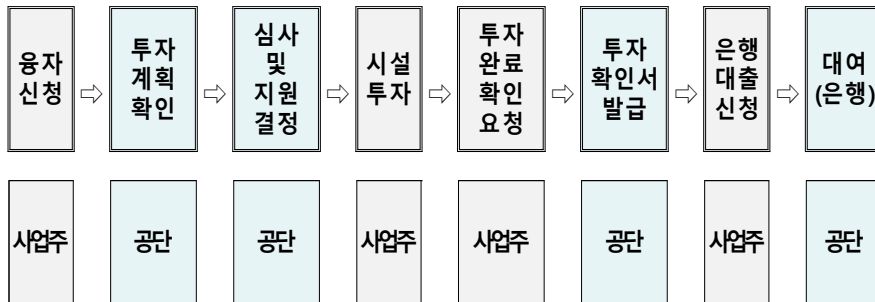 융자
신청
⇨
투자
계획
확인
⇨
심사
및
지원
결정
⇨
시설
투자
⇨
투자
완료
확인
요청
⇨
투자
확인서
발급
⇨
은행
대출
신청
⇨
대여
(은행)
사업주
공단
공단
사업주
사업주
공단
사업주
공단